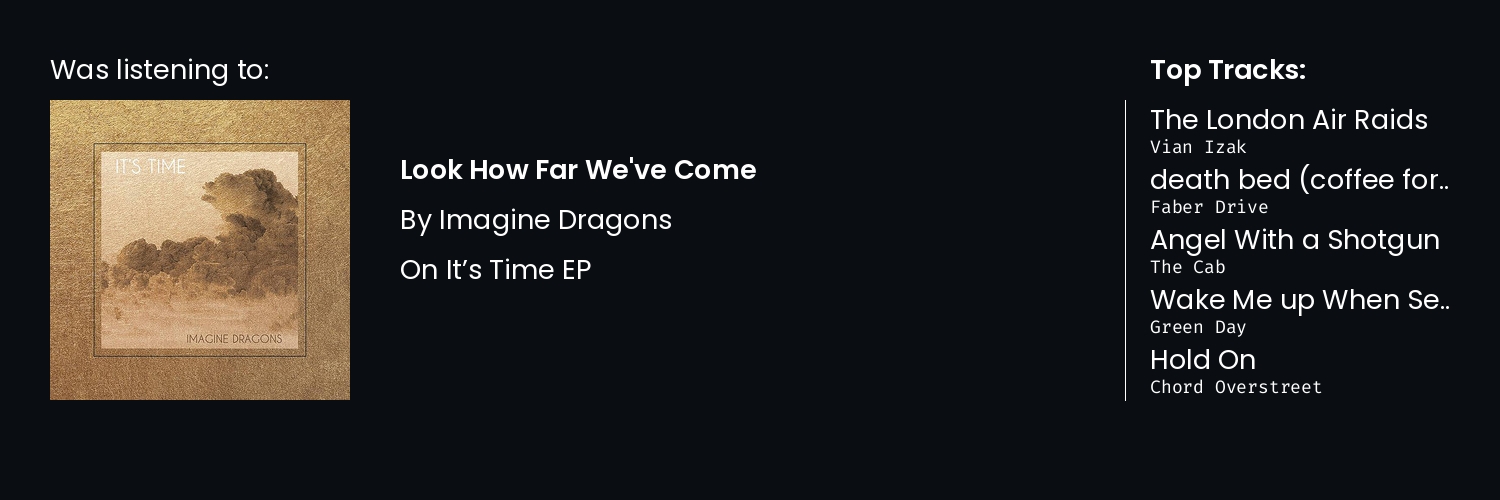 Was listening to:
IT'S TIME
IMAGINE DRAGONS
Look How Far We've Come
By Imagine Dragons
On It’s Time EP
Top Tracks:
The London Air Raids
Vian Izak
death bed (coffee for..
Faber Drive
Angel With a Shotgun
The Cab
Wake Me up When Se..
Green Day
Hold On
Chord Overstreet